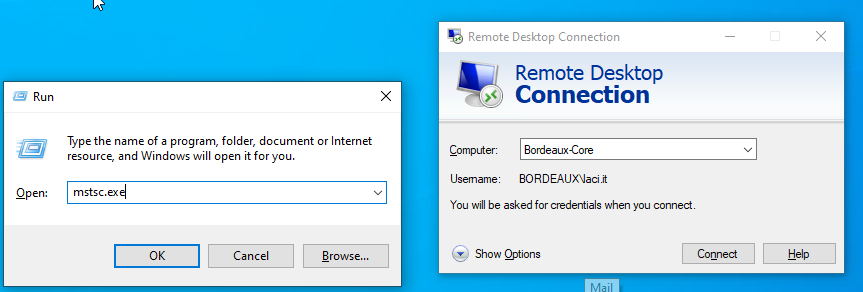 Run
Type the name of a program, folder, document or Internet
resource, and Windows will open it for you.
Open:
mstsc.exe
OK
Cancel
Browse...
Remote Desktop Connection
Remote Desktop
Connection
Computer:
Bordeaux-Core
Username:
BORDEAUX\laci.it
You will be asked for credentials when you connect.
Show Options
Connect
Help
Mail